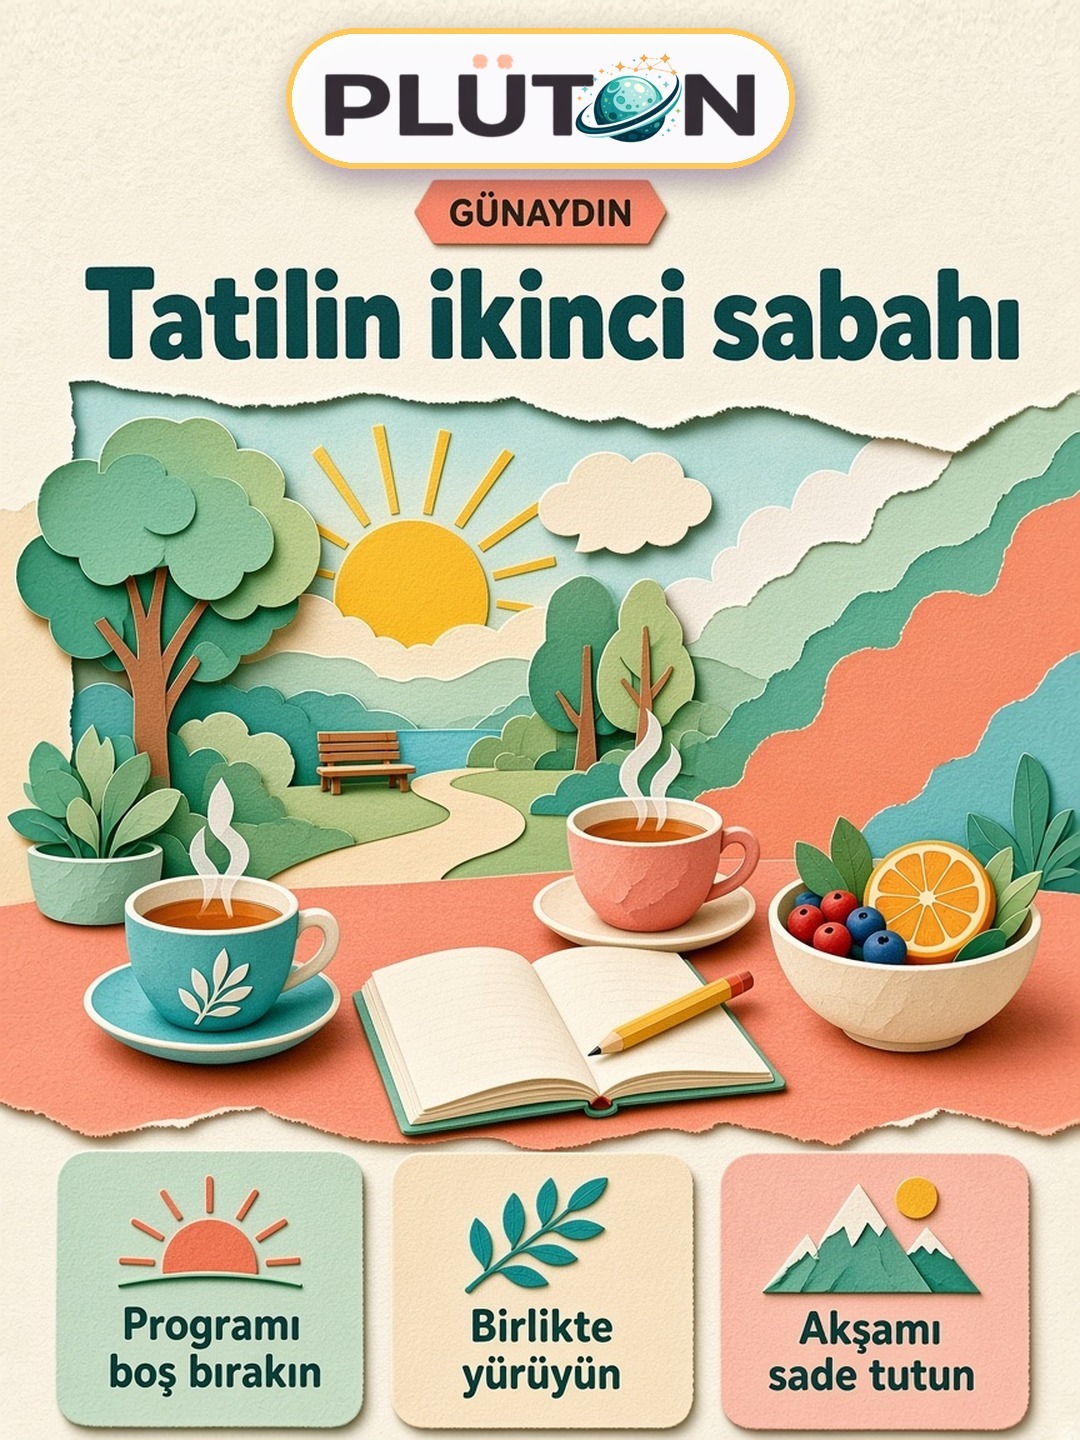 PLÜTON
GÜNAYDIN
Tatilin ikinci sabahı
Programı
boş bırakın
Birlikte
yürüyün
Akşamı
sade tutun